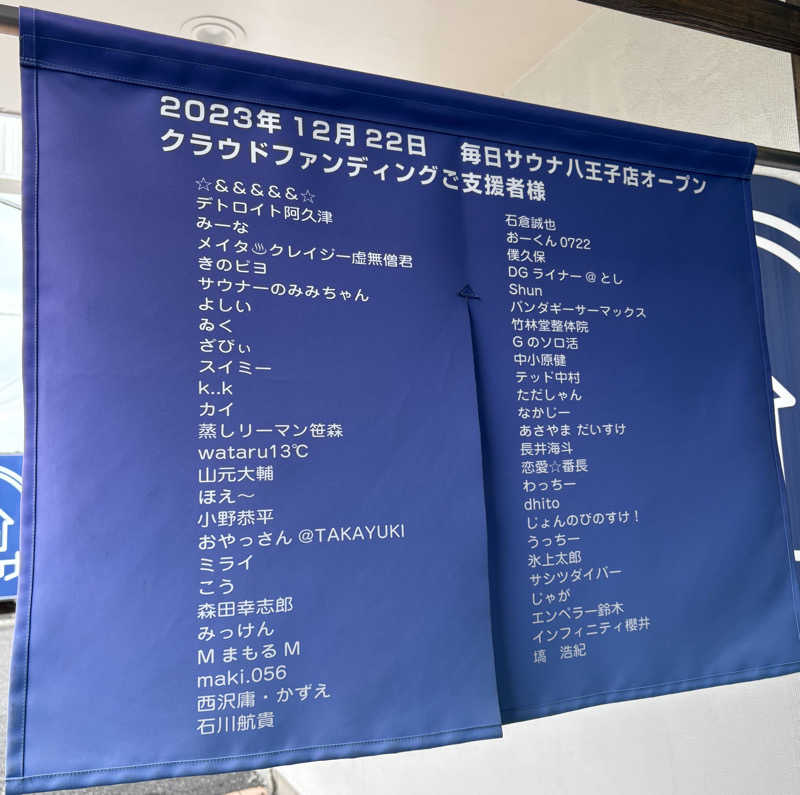 2023年12月22日　毎日サウナ八王子店オープン
クラウドファンディングご支援者様
☆&&&&&☆
デトロイト阿久津
みーな
メイタ♨クレイジー虚無僧君
きのピヨ
サウナーのみみちゃん
よしい
ゐく
ざびぃ
スイミー
k..k
カイ
蒸しリーマン笹森
wataru13℃
山元大輔
ほえ〜
小野恭平
おやっさん @TAKAYUKI
ミライ
こう
森田幸志郎
みっけん
M まもる M
maki.056
西沢庸・かずえ
石川航貴
石倉誠也
おーくん 0722
僕久保
DG ライナー @ とし
Shun
パンダギーサーマックス
竹林堂整体院
G のソロ活
中小原健
テッド中村
ただしゃん
なかじー
あさやま だいすけ
長井海斗
恋愛☆番長
わっちー
dhito
じょんのびのすけ！
うっちー
氷上太郎
サシツダイバー
じゃが
エンペラー鈴木
インフィニティ櫻井
塙　浩紀